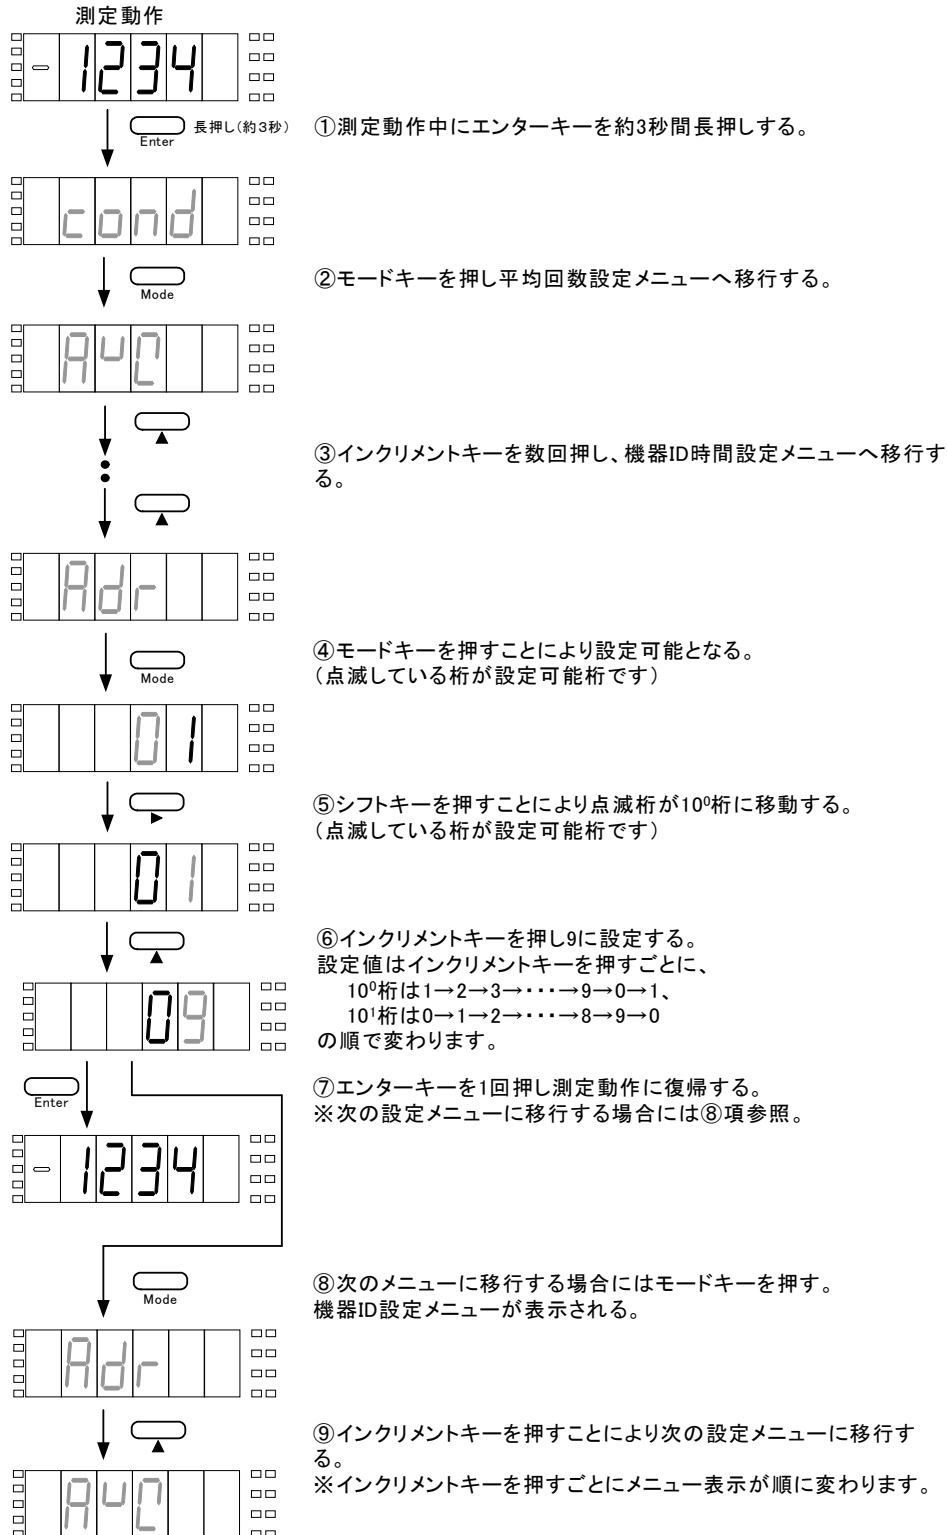 測定動作
- 1234
Enter
長押し(約3秒)
①測定動作中にエンターキーを約3秒間長押しする。
cond
Mode
②モードキーを押し平均回数設定メニューへ移行する。
▲
③インクリメントキーを数回押し、機器ID時間設定メニューへ移行す
る。
▲
Adr
Mode
④モードキーを押すことにより設定可能となる。
(点滅している桁が設定可能桁です)
01
▶
⑤シフトキーを押すことにより点滅桁が10⁰桁に移動する。
(点滅している桁が設定可能桁です)
01
▲
⑥インクリメントキーを押し9に設定する。
設定値はインクリメントキーを押すごとに、
10⁰桁は1→2→3→・・・→9→0→1、
10¹桁は0→1→2→・・・→8→9→0
の順で変わります。
09
Enter
⑦エンターキーを1回押し測定動作に復帰する。
※次の設定メニューに移行する場合には⑧項参照。
- 1234
Mode
⑧次のメニューに移行する場合にはモードキーを押す。
機器ID設定メニューが表示される。
Adr
▲
⑨インクリメントキーを押すことにより次の設定メニューに移行す
る。
※インクリメントキーを押すごとにメニュー表示が順に変わります。